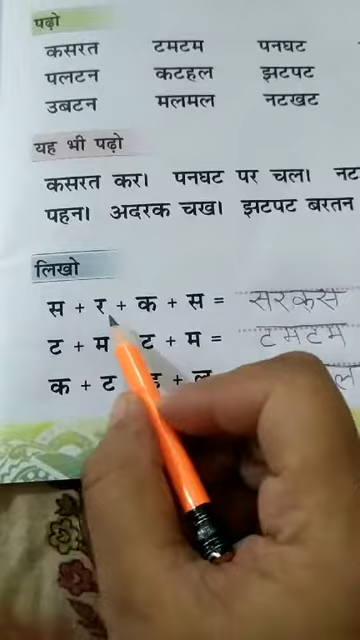 पढ़ो
कसरत टमटम पनघट
पलटन कटहल झटपट
उबटन मलमल नटखट
यह भी पढ़ो
कसरत कर। पनघट पर चला। नट
पहन। अदरक चख। झटपट बरतन
लिखो
स + र + क + स = सरकस
ट + म ट + म = टमटम
क + ट ह + ल ल